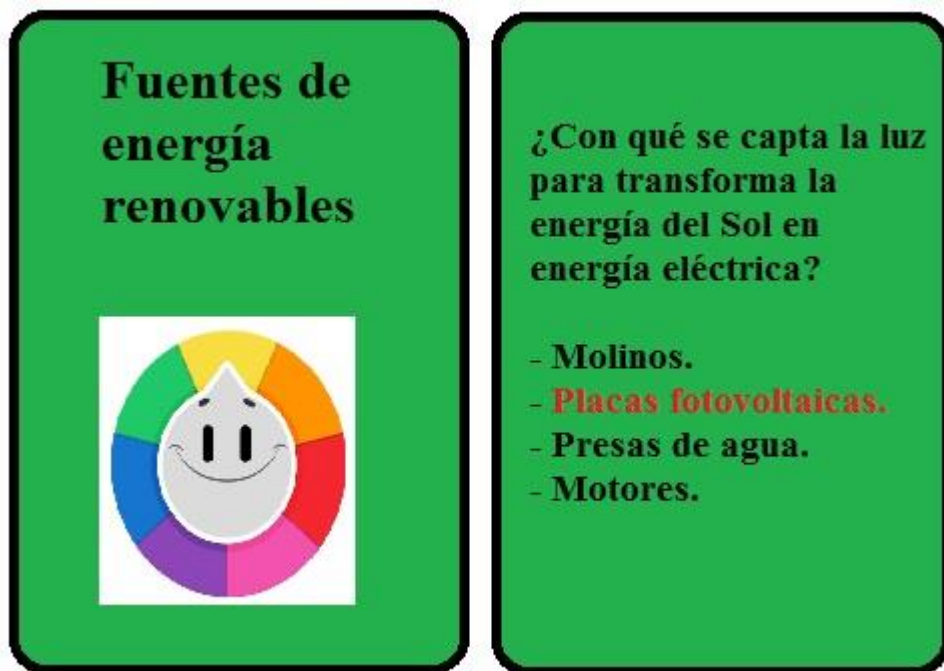 Fuentes de
energía
renovables
¿Con qué se capta la luz
para transforma la
energía del Sol en
energía eléctrica?
- Molinos.
- Placas fotovoltaicas.
- Presas de agua.
- Motores.